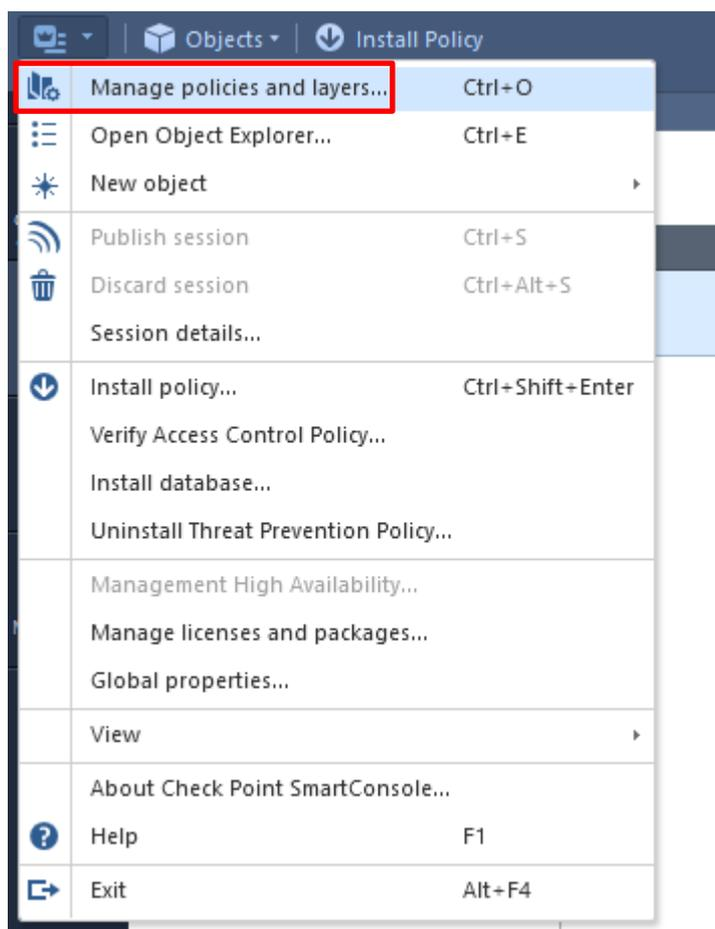 Objects Install Policy
Manage policies and layers... Ctrl+O
Open Object Explorer... Ctrl+E
New object
Publish session Ctrl+S
Discard session Ctrl+Alt+S
Session details...
Install policy... Ctrl+Shift+Enter
Verify Access Control Policy...
Install database...
Uninstall Threat Prevention Policy...
Management High Availability...
Manage licenses and packages...
Global properties...
View
About Check Point SmartConsole...
Help F1
Exit Alt+F4